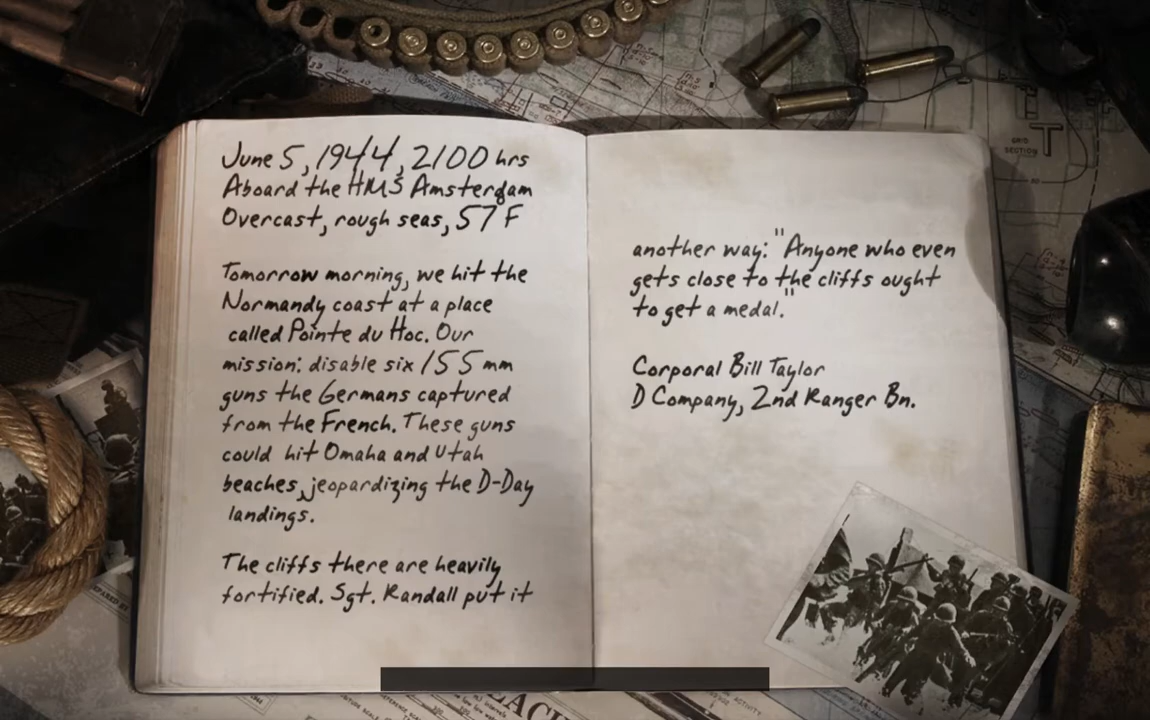 June 5, 1944, 2100 hrs
Aboard the HMS Amsterdam
Overcast, rough seas, 57 F
Tomorrow morning, we hit the
Normandy coast at a place
called Pointe du Hoc. Our
mission: disable six 155 mm
guns the Germans captured
from the French. These guns
could hit Omaha and Utah
beaches, jeopardizing the D-Day
landings.
The cliffs there are heavily
fortified. Sgt. Randall put it
another way: "Anyone who even
gets close to the cliffs ought
to get a medal."
Corporal Bill Taylor
D Company, 2nd Ranger Bn.
GRID
SECTION T